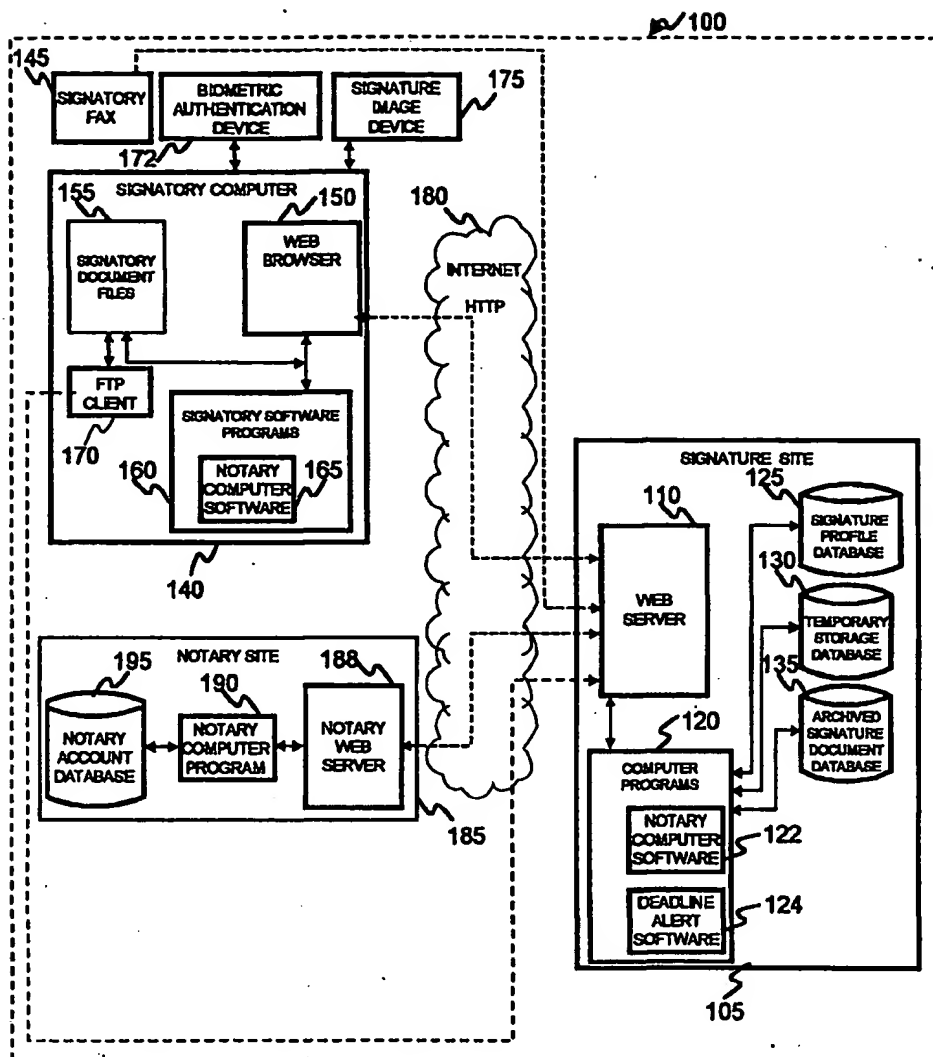 100
145
SIGNATORY
FAX
BIOMETRIC
AUTHENTICATION
DEVICE
172
SIGNATURE
IMAGE
DEVICE
175
SIGNATORY COMPUTER
155
SIGNATORY
DOCUMENT
FILES
150
WEB
BROWSER
FTP
CLIENT
170
SIGNATORY SOFTWARE
PROGRAMS
160
NOTARY
COMPUTER
SOFTWARE
165
140
180
INTERNET
HTTP
SIGNATURE SITE
110
WEB
SERVER
125
SIGNATURE
PROFILE
DATABASE
130
TEMPORARY
STORAGE
DATABASE
135
ARCHIVED
SIGNATURE
DOCUMENT
DATABASE
120
COMPUTER
PROGRAMS
NOTARY
COMPUTER
SOFTWARE
122
DEADLINE
ALERT
SOFTWARE
124
105
NOTARY SITE
195
NOTARY
ACCOUNT
DATABASE
190
NOTARY
COMPUTER
PROGRAM
188
NOTARY
WEB
SERVER
185